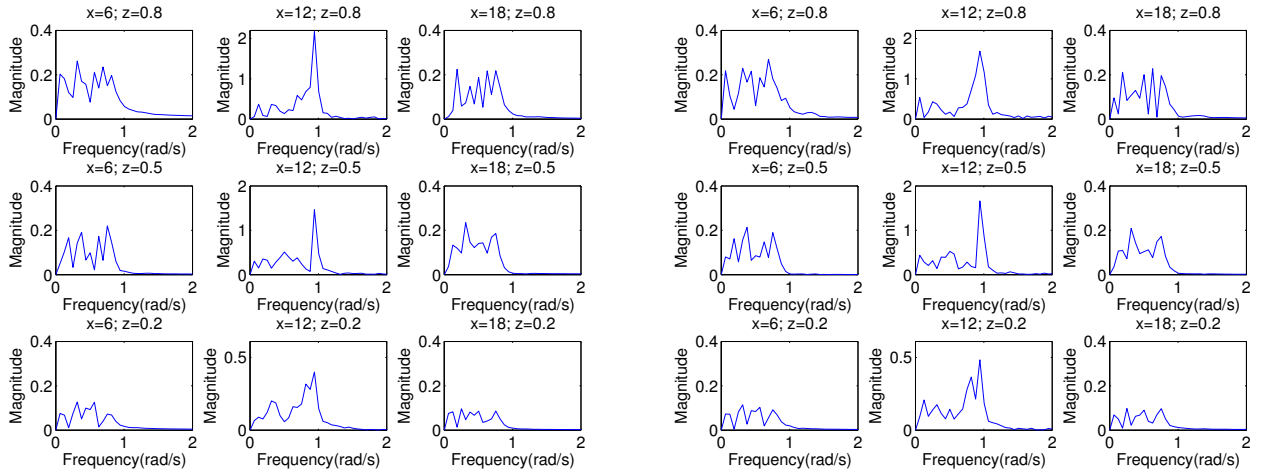 x=6; z=0.8
x=12; z=0.8
x=18; z=0.8
x=6; z=0.8
x=12; z=0.8
x=18; z=0.8
Magnitude
0.4
0.2
0
Magnitude
2
1
0
Magnitude
0.4
0.2
0
Magnitude
0.4
0.2
0
Magnitude
2
1
0
Magnitude
0.4
0.2
0
0 1 2
0 1 2
0 1 2
0 1 2
0 1 2
0 1 2
Frequency(rad/s)
Frequency(rad/s)
Frequency(rad/s)
Frequency(rad/s)
Frequency(rad/s)
Frequency(rad/s)
x=6; z=0.5
x=12; z=0.5
x=18; z=0.5
x=6; z=0.5
x=12; z=0.5
x=18; z=0.5
Magnitude
0.4
0.2
0
Magnitude
2
1
0
Magnitude
0.4
0.2
0
Magnitude
0.4
0.2
0
Magnitude
2
1
0
Magnitude
0.4
0.2
0
0 1 2
0 1 2
0 1 2
0 1 2
0 1 2
0 1 2
Frequency(rad/s)
Frequency(rad/s)
Frequency(rad/s)
Frequency(rad/s)
Frequency(rad/s)
Frequency(rad/s)
x=6; z=0.2
x=12; z=0.2
x=18; z=0.2
x=6; z=0.2
x=12; z=0.2
x=18; z=0.2
Magnitude
0.4
0.2
0
Magnitude
0.5
0
Magnitude
0.4
0.2
0
Magnitude
0.4
0.2
0
Magnitude
0.5
0
Magnitude
0.4
0.2
0
0 1 2
0 1 2
0 1 2
0 1 2
0 1 2
0 1 2
Frequency(rad/s)
Frequency(rad/s)
Frequency(rad/s)
Frequency(rad/s)
Frequency(rad/s)
Frequency(rad/s)